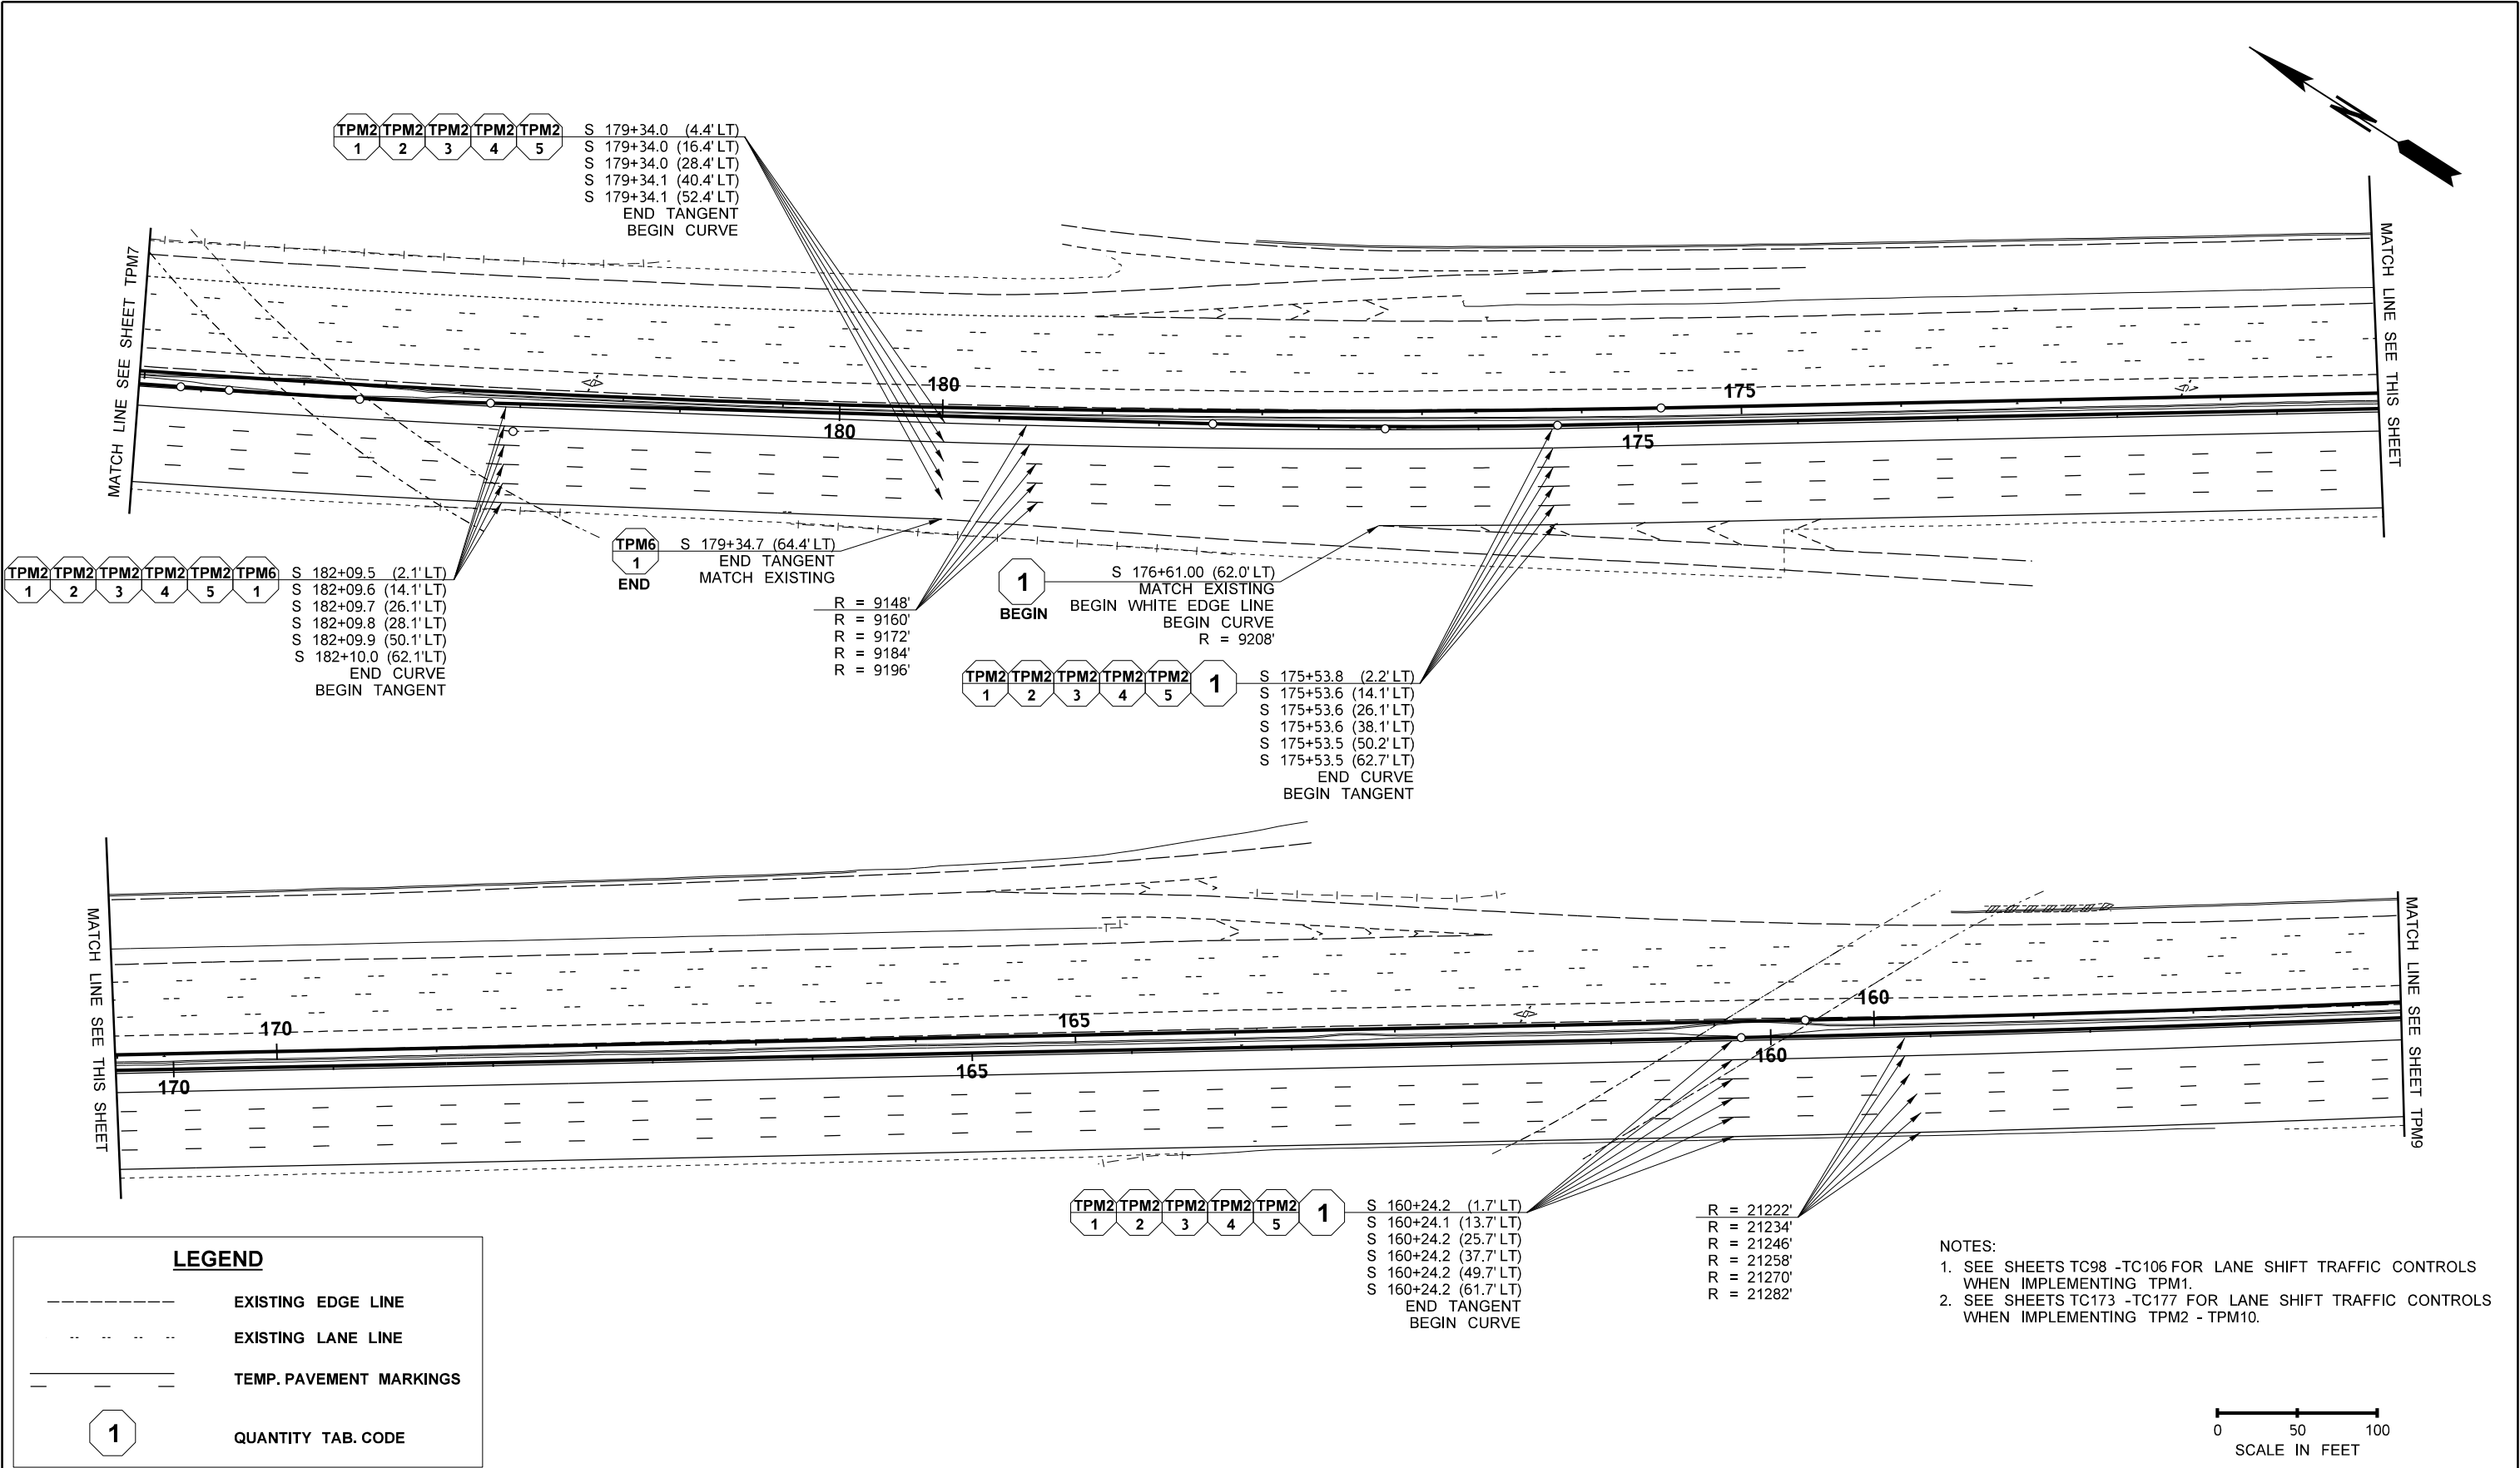 TPM2 TPM2 TPM2 TPM2 TPM2
1 2 3 4 5
S 179+34.0 (4.4' LT)
S 179+34.0 (16.4' LT)
S 179+34.0 (28.4' LT)
S 179+34.1 (40.4' LT)
S 179+34.1 (52.4' LT)
END TANGENT
BEGIN CURVE
N
MATCH LINE SEE SHEET TPM7
MATCH LINE SEE THIS SHEET
180
175
180
175
TPM2 TPM2 TPM2 TPM2 TPM2 TPM6
1 2 3 4 5 1
S 182+09.5 (2.1' LT)
S 182+09.6 (14.1' LT)
S 182+09.7 (26.1' LT)
S 182+09.8 (28.1' LT)
S 182+09.9 (50.1' LT)
S 182+10.0 (62.1'LT)
END CURVE
BEGIN TANGENT
TPM6
1
END
S 179+34.7 (64.4' LT)
END TANGENT
MATCH EXISTING
R = 9148'
R = 9160'
R = 9172'
R = 9184'
R = 9196'
1
BEGIN
S 176+61.00 (62.0' LT)
MATCH EXISTING
BEGIN WHITE EDGE LINE
BEGIN CURVE
R = 9208'
TPM2 TPM2 TPM2 TPM2 TPM2 1
1 2 3 4 5
S 175+53.8 (2.2' LT)
S 175+53.6 (14.1' LT)
S 175+53.6 (26.1' LT)
S 175+53.6 (38.1' LT)
S 175+53.5 (50.2' LT)
S 175+53.5 (62.7' LT)
END CURVE
BEGIN TANGENT
MATCH LINE SEE THIS SHEET
MATCH LINE SEE SHEET TPM9
170
165
160
170
165
160
TPM2 TPM2 TPM2 TPM2 TPM2 1
1 2 3 4 5
S 160+24.2 (1.7' LT)
S 160+24.1 (13.7' LT)
S 160+24.2 (25.7' LT)
S 160+24.2 (37.7' LT)
S 160+24.2 (49.7' LT)
S 160+24.2 (61.7' LT)
END TANGENT
BEGIN CURVE
R = 21222'
R = 21234'
R = 21246'
R = 21258'
R = 21270'
R = 21282'
NOTES:
1. SEE SHEETS TC98 -TC106 FOR LANE SHIFT TRAFFIC CONTROLS
WHEN IMPLEMENTING TPM1.
2. SEE SHEETS TC173 -TC177 FOR LANE SHIFT TRAFFIC CONTROLS
WHEN IMPLEMENTING TPM2 - TPM10.
LEGEND
EXISTING EDGE LINE
EXISTING LANE LINE
TEMP. PAVEMENT MARKINGS
1 QUANTITY TAB. CODE
0 50 100
SCALE IN FEET